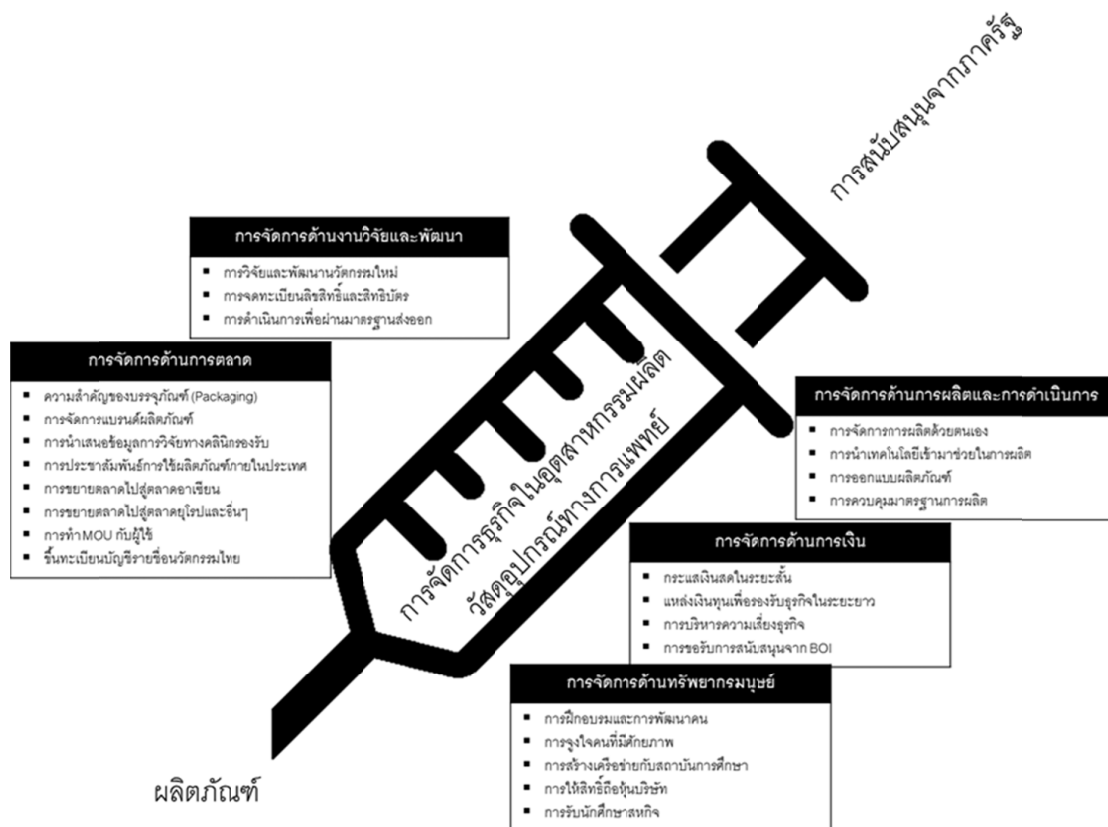 การสนับสนุนจากภาครัฐ
การจัดการด้านงานวิจัยและพัฒนา
▪ การวิจัยและพัฒนานวัตกรรมใหม่
▪ การจดทะเบียนลิขสิทธิ์และสิทธิบัตร
▪ การดำเนินการเพื่อผ่านมาตรฐานส่งออก
การจัดการด้านการตลาด
▪ ความสำคัญของบรรจุภัณฑ์ (Packaging)
▪ การจัดการแบรนด์ผลิตภัณฑ์
▪ การนำเสนอข้อมูลการวิจัยทางคลินิกรองรับ
▪ การประชาสัมพันธ์การใช้ผลิตภัณฑ์ภายในประเทศ
▪ การขยายตลาดไปสู่ตลาดอาเซียน
▪ การขยายตลาดไปสู่ตลาดยุโรปและอื่นๆ
▪ การทำ MOU กับผู้ใช้
▪ ขึ้นทะเบียนบัญชีรายชื่อนวัตกรรมไทย
การจัดการธุรกิจในอุตสาหกรรมผลิต
วัสดุอุปกรณ์ทางการแพทย์
การจัดการด้านการผลิตและการดำเนินการ
▪ การจัดการการผลิตด้วยตนเอง
▪ การนำเทคโนโลยีเข้ามาช่วยในการผลิต
▪ การออกแบบผลิตภัณฑ์
▪ การควบคุมมาตรฐานการผลิต
การจัดการด้านการเงิน
▪ กระแสเงินสดในระยะสั้น
▪ แหล่งเงินทุนเพื่อรองรับธุรกิจในระยะยาว
▪ การบริหารความเสี่ยงธุรกิจ
▪ การขอรับการสนับสนุนจาก BOI
การจัดการด้านทรัพยากรมนุษย์
▪ การฝึกอบรมและการพัฒนาคน
▪ การจูงใจคนที่มีศักยภาพ
▪ การสร้างเครือข่ายกับสถาบันการศึกษา
▪ การให้สิทธิ์ถือหุ้นบริษัท
▪ การรับนักศึกษาสหกิจ
ผลิตภัณฑ์